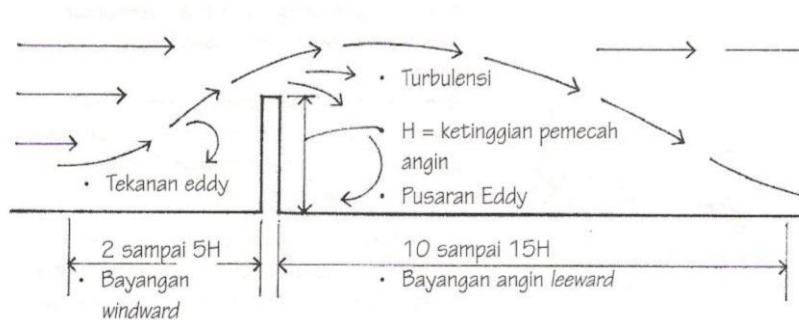 • Turbulensi
• H = ketinggian pemecah
angin
• Tekanan eddy
• Pusaran Eddy
2 sampai 5H
• Bayangan
windward
10 sampai 15H
• Bayangan angin leeward